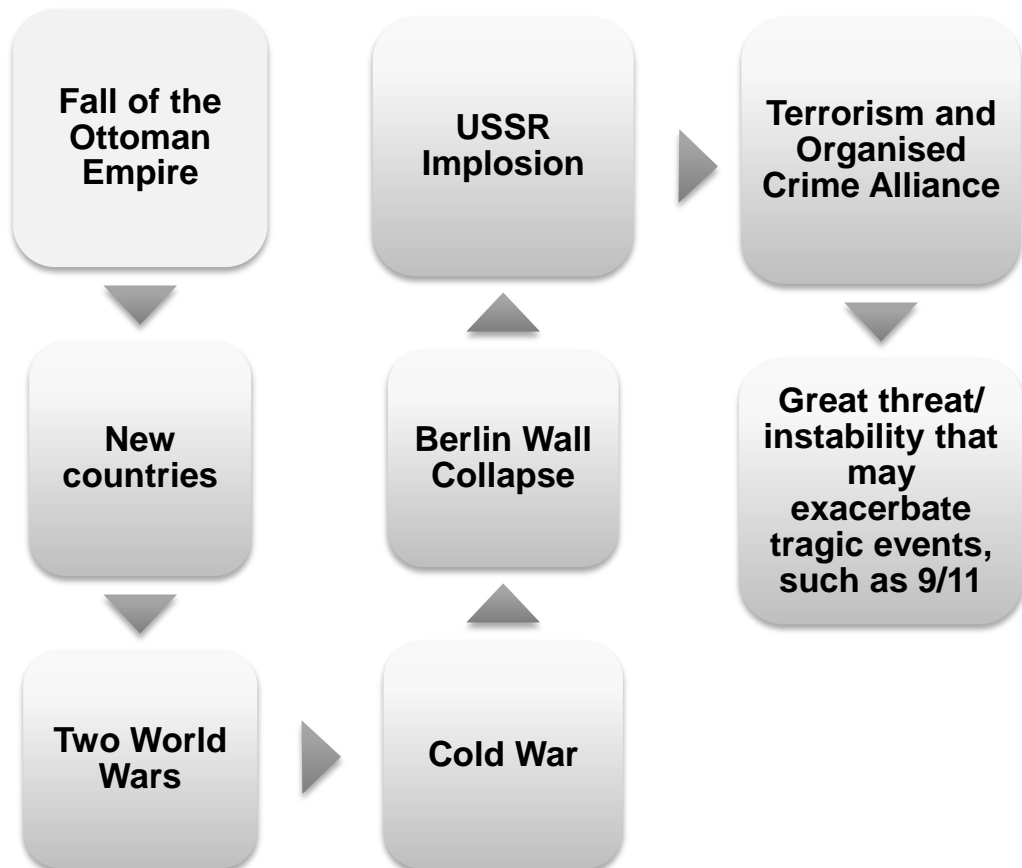 Fall of the
Ottoman
Empire
New
countries
Two World
Wars
Cold War
Berlin Wall
Collapse
USSR
Implosion
Terrorism and
Organised
Crime Alliance
Great threat/
instability that
may
exacerbate
tragic events,
such as 9/11